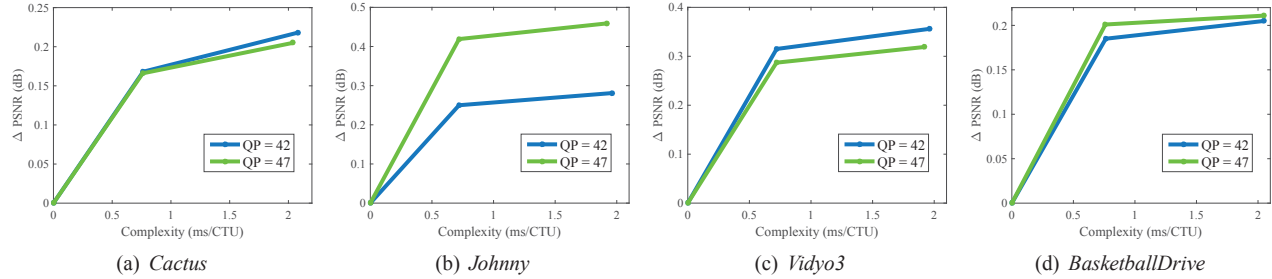 0.25
0.2
0.15
0.1
0.05
0
0 0.5 1 1.5 2
Δ PSNR (dB)
Complexity (ms/CTU)
QP = 42
QP = 47
(a) Cactus
0.5
0.4
0.3
0.2
0.1
0
0 0.5 1 1.5 2
Δ PSNR (dB)
Complexity (ms/CTU)
QP = 42
QP = 47
(b) Johnny
0.4
0.3
0.2
0.1
0
0 0.5 1 1.5 2
Δ PSNR (dB)
Complexity (ms/CTU)
QP = 42
QP = 47
(c) Vidyo3
0.2
0.15
0.1
0.05
0
0 0.5 1 1.5 2
Δ PSNR (dB)
Complexity (ms/CTU)
QP = 42
QP = 47
(d) BasketballDrive